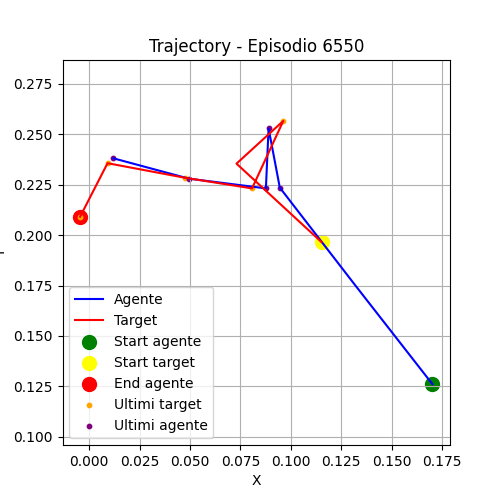 Trajectory - Episodio 6550
0.275
0.250
0.225
0.200
0.175
0.150
0.125
0.100
Agente
Target
Start agente
Start target
End agente
Ultimi target
Ultimi agente
0.000 0.025 0.050 0.075 0.100 0.125 0.150 0.175
X